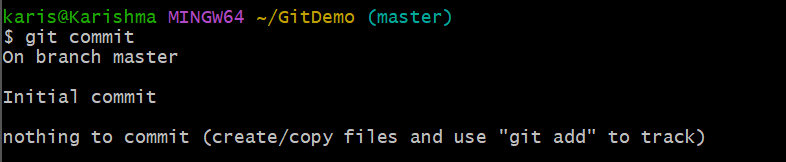 karis@Karishma MINGW64 ~/GitDemo (master)
$ git commit
On branch master
Initial commit
nothing to commit (create/copy files and use "git add" to track)